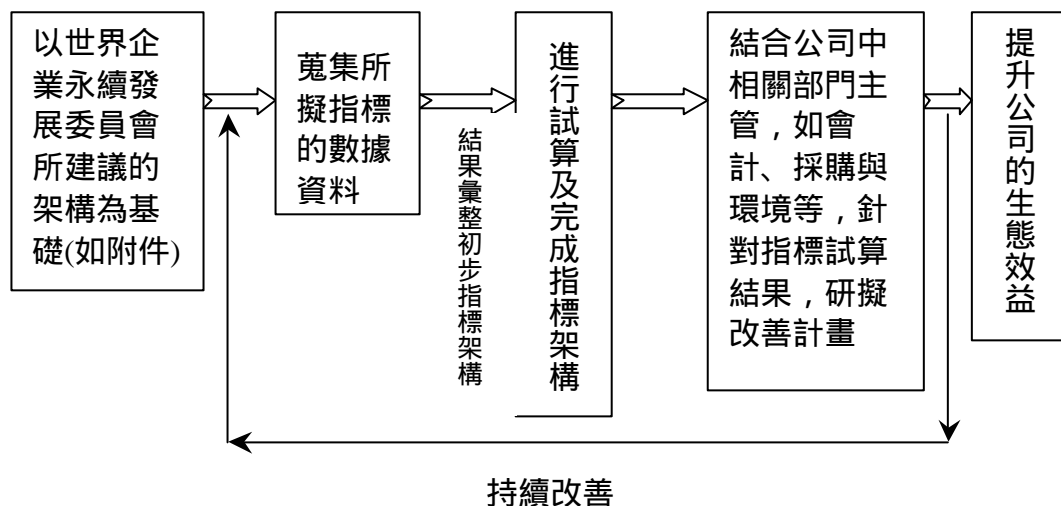 以世界企
業永續發
展委員會
所建議的
架構為基
礎(如附件)
蒐集所
擬指標
的數據
資料
結果彙整初步指標架構
進行試算及完成指標架構
結合公司中
相關部門主
管，如會
計、採購與
環境等，針
對指標試算
結果，研擬
改善計畫
提升公司的生態效益
持續改善